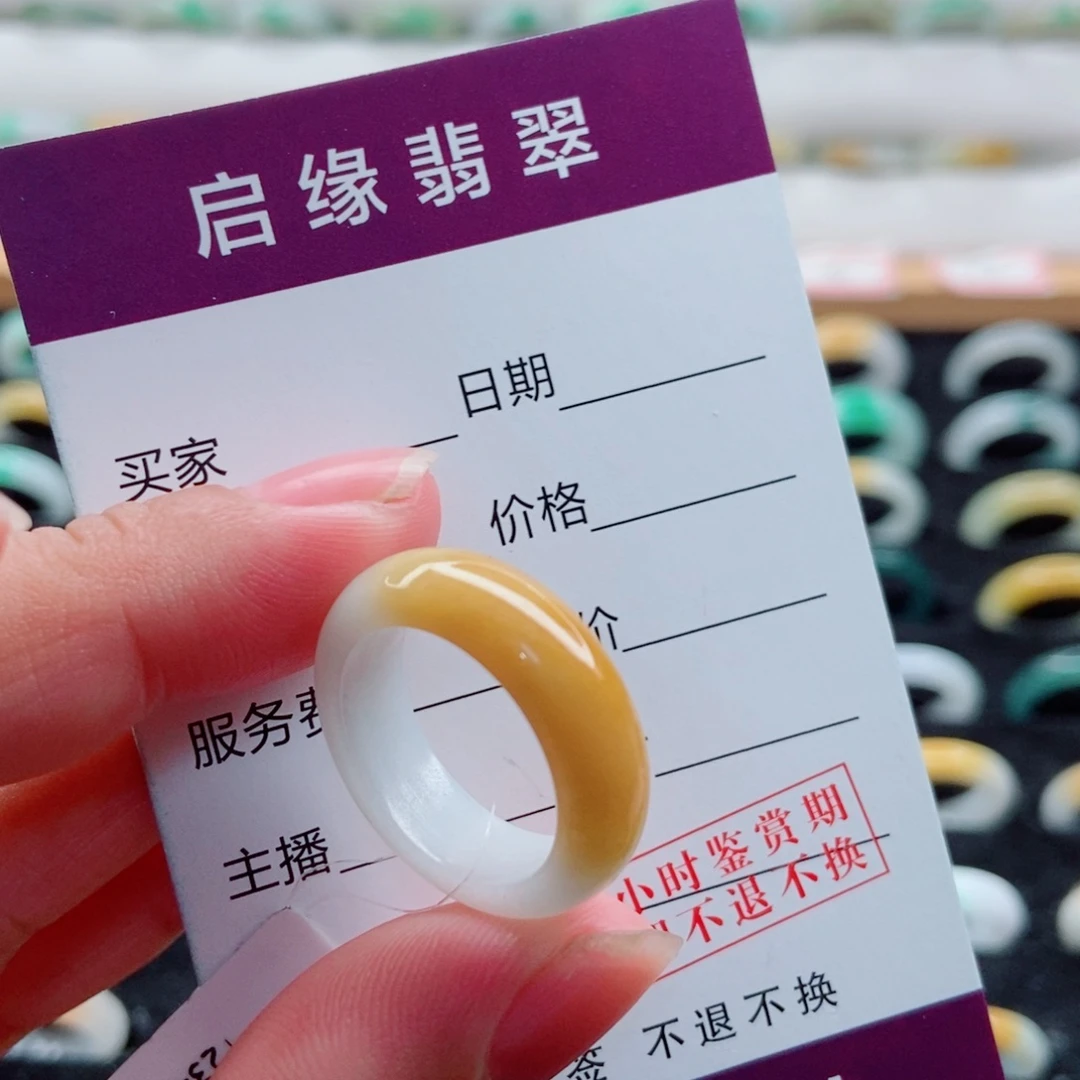 启缘翡翠
买家
日期
价格
价
服务费
主播
小时鉴赏期
不退不换
签 不退不换